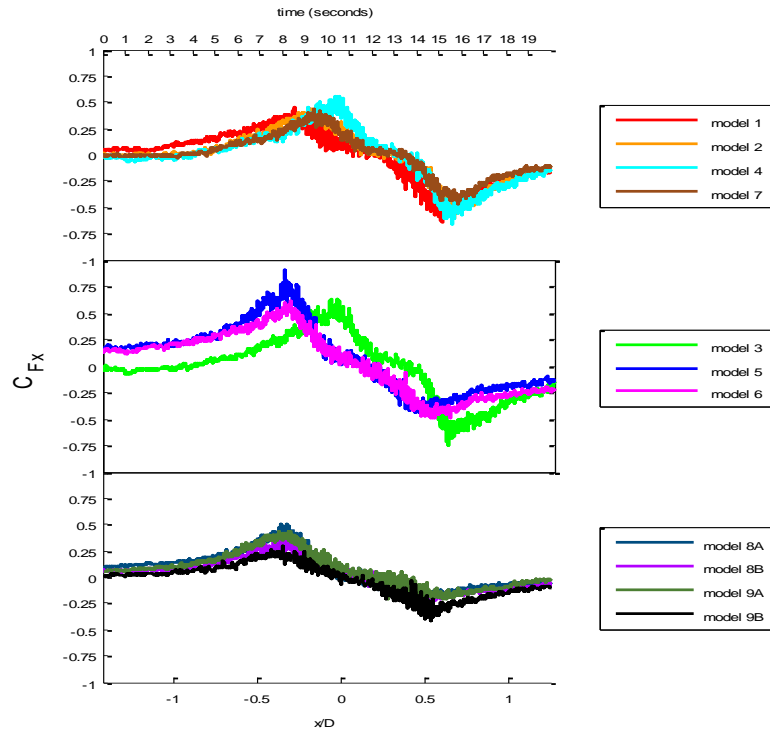 time (seconds)
0 1 2 3 4 5 6 7 8 9 10 11 12 13 14 15 16 17 18 19
1
0.75
0.5
0.25
0
-0.25
-0.5
-0.75
-1
model 1
model 2
model 4
model 7
0.75
0.5
0.25
0
-0.25
-0.5
-0.75
-1
C Fx
model 3
model 5
model 6
0.75
0.5
0.25
0
-0.25
-0.5
-0.75
-1
model 8A
model 8B
model 9A
model 9B
-1 -0.5 0 0.5 1
x/D